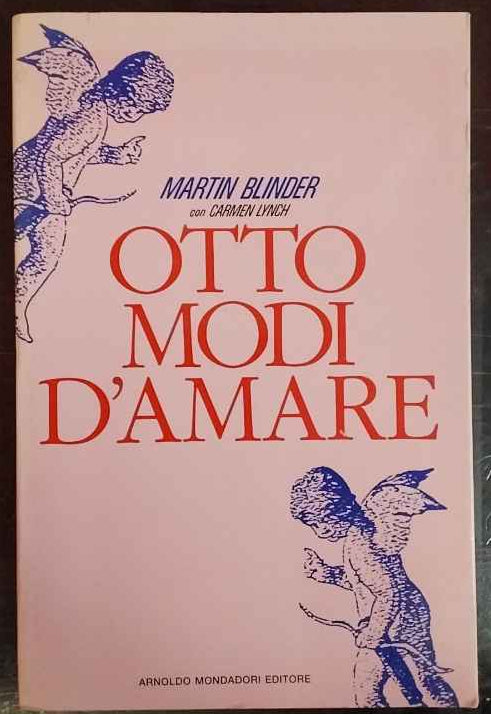 MARTIN BLINDER
con CARMEN LYNCH
OTTO
MODI
D'AMARE
ARNOLDO MONDADORI EDITORE